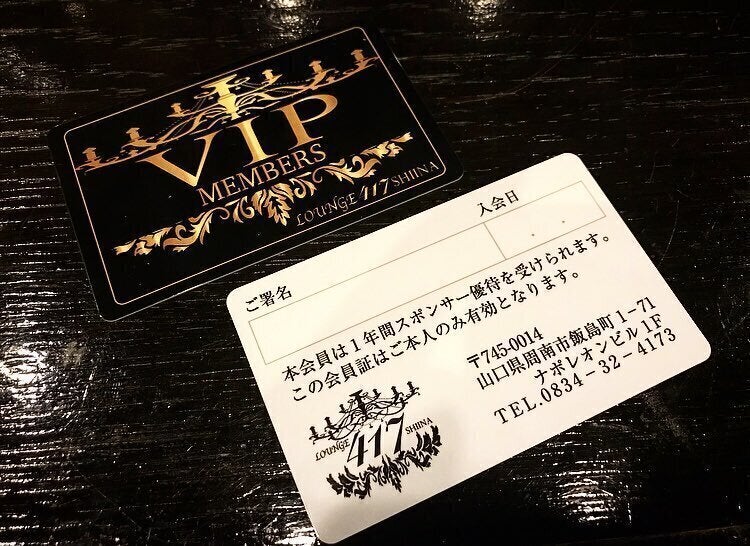 VIP
MEMBERS
LOUNGE 417 SHIINA
入会日
ご署名
. .
本会員は1年間スポンサー優待を受けられます。
この会員証はご本人のみ有効となります。
〒745-0014
山口県周南市飯島町1-71
ナポレオンビル1F
TEL.0834-32-4173
LOUNGE 417 SHIINA